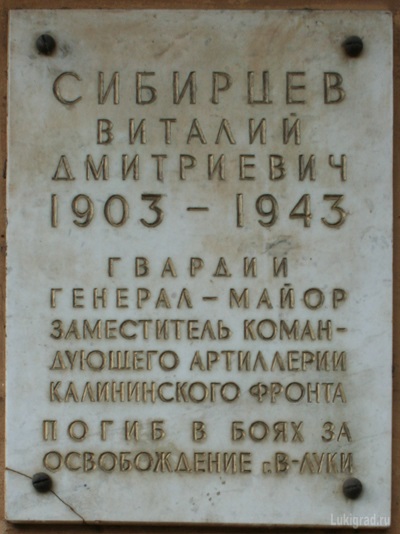 СИБИРЦЕВ
ВИТАЛИЙ
ДМИТРИЕВИЧ
1903 – 1943
ГВАРДИИ
ГЕНЕРАЛ – МАЙОР
ЗАМЕСТИТЕЛЬ КОМАН-
ДУЮЩЕГО АРТИЛЛЕРИИ
КАЛИНИНСКОГО ФРОНТА
ПОГИБ В БОЯХ ЗА
ОСВОБОЖДЕНИЕ г. В-ЛУКИ
Lukigrad.ru